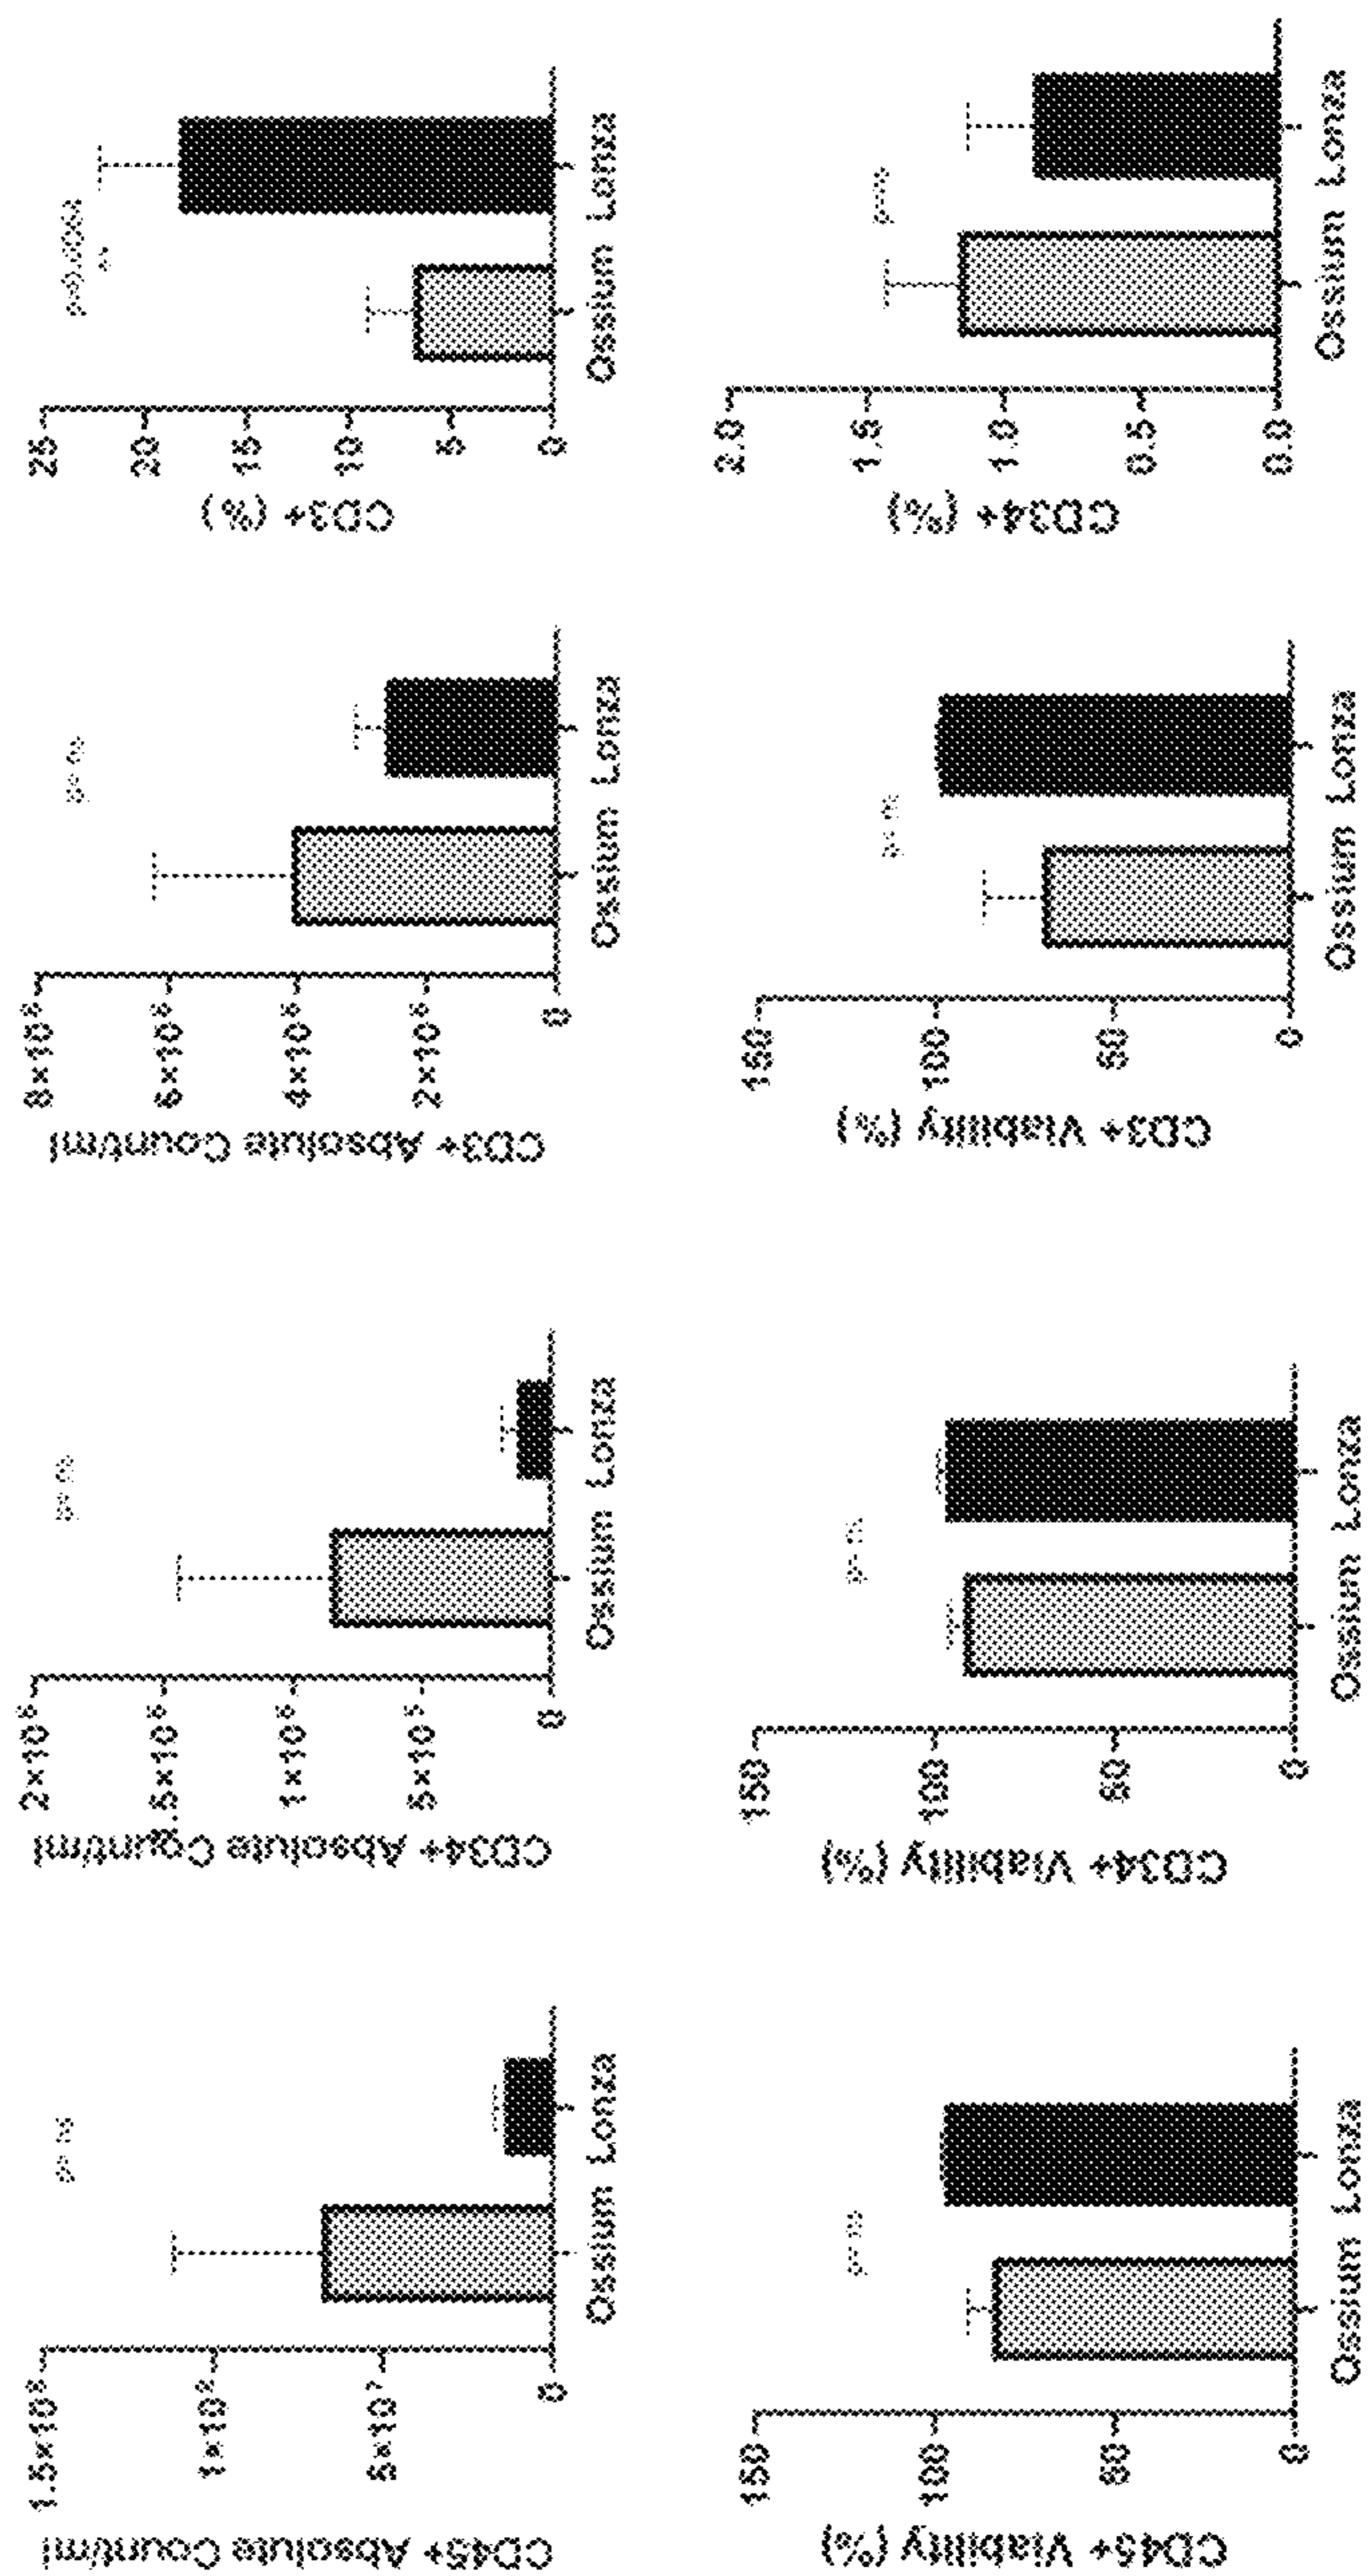 CD45+ Absolute Count/ml
1.5×10⁸
1×10⁸
5×10⁷
0
Ossium Lonza
CD34+ Absolute Count/ml
2×10⁶
1.5×10⁶
1×10⁶
5×10⁵
0
Ossium Lonza
CD3+ Absolute Count/ml
8×10⁶
6×10⁶
4×10⁶
2×10⁶
0
Ossium Lonza
CD3+ (%)
25
20
15
10
5
0
Ossium Lonza
CD45+ Viability (%)
150
100
50
0
p= ns
Ossium Lonza
CD34+ Viability (%)
150
100
50
0
p= ns
Ossium Lonza
CD3+ Viability (%)
150
100
50
0
p= ns
Ossium Lonza
CD34+ (%)
2.0
1.5
1.0
0.5
0.0
p=ns
Ossium Lonza